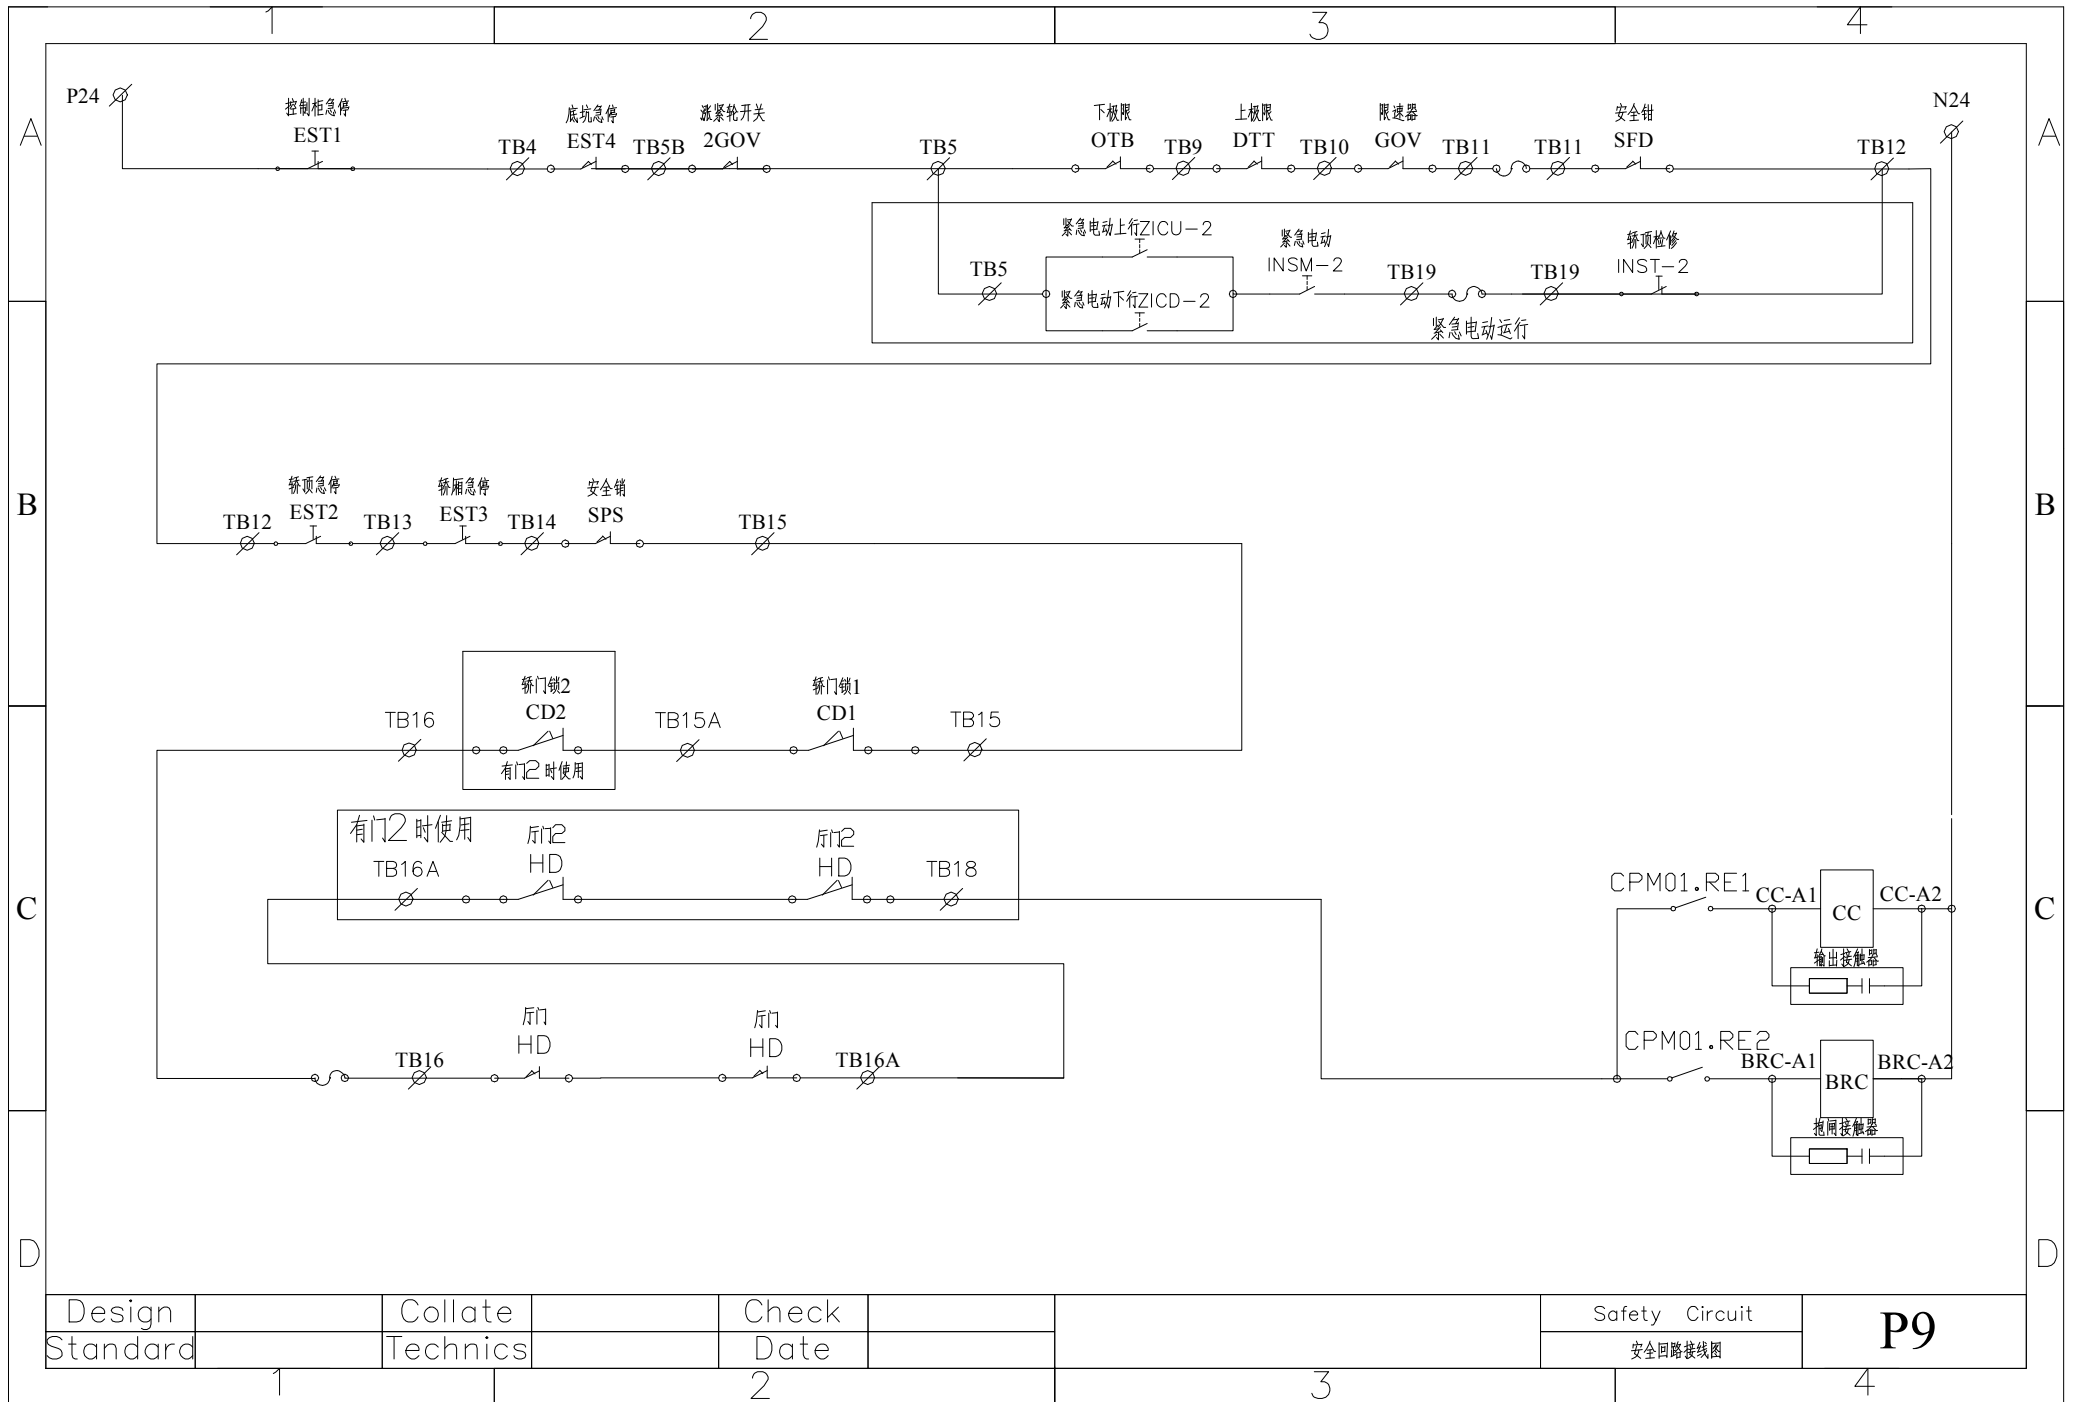 1 2 3 4
A A
P24 N24
控制柜急停 底坑急停 涨紧轮开关 下极限 上极限 限速器 安全钳
EST1 EST4 2GOV OTB DTT GOV SFD
TB4 TB5B TB5 TB9 TB10 TB11 TB11 TB12
紧急电动上行ZICU-2 紧急电动 轿顶检修
INSM-2 INST-2
TB5 TB19 TB19
紧急电动下行ZICD-2
紧急电动运行
B B
轿顶急停 轿厢急停 安全销
EST2 EST3 SPS
TB12 TB13 TB14 TB15
轿门锁2 轿门锁1
CD2 CD1
TB16 TB15A TB15
有门2时使用
C C
有门2时使用
厅门2 厅门2
HD HD
TB16A TB18
CPM01.RE1 CC-A1 CC CC-A2
输出接触器
厅门 厅门
HD HD
TB16 TB16A
CPM01.RE2 BRC-A1 BRC BRC-A2
抱闸接触器
D D
Design Collate Check Safety Circuit P9
Standard Technics Date 安全回路接线图
1 2 3 4